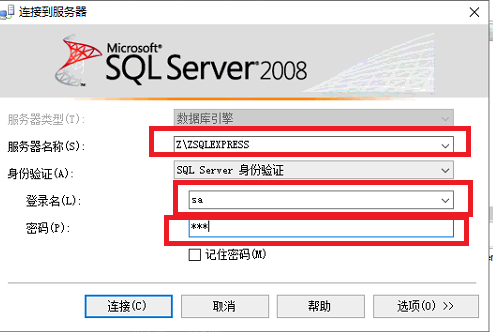 连接到服务器
Microsoft
SQL Server 2008
服务器类型(T): 数据库引擎
服务器名称(S): Z\ZSQLEXPRESS
身份验证(A): SQL Server 身份验证
登录名(L): sa
密码(P): ***
记住密码(M)
连接(C) 取消 帮助 选项(O) >>